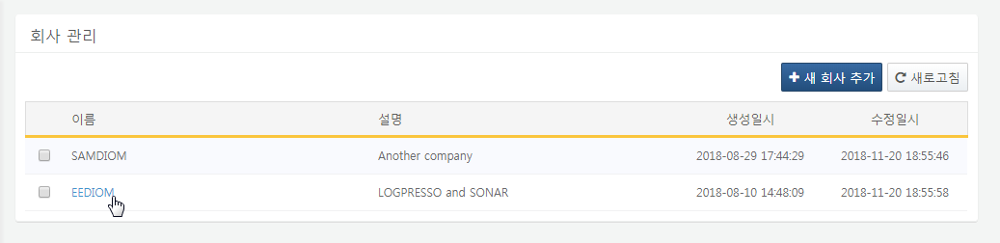 회사 관리
새 회사 추가 새로고침
이름 설명 생성일시 수정일시
SAMDIOM Another company 2018-08-29 17:44:29 2018-11-20 18:55:46
EEDIOM LOGPRESSO and SONAR 2018-08-10 14:48:09 2018-11-20 18:55:58